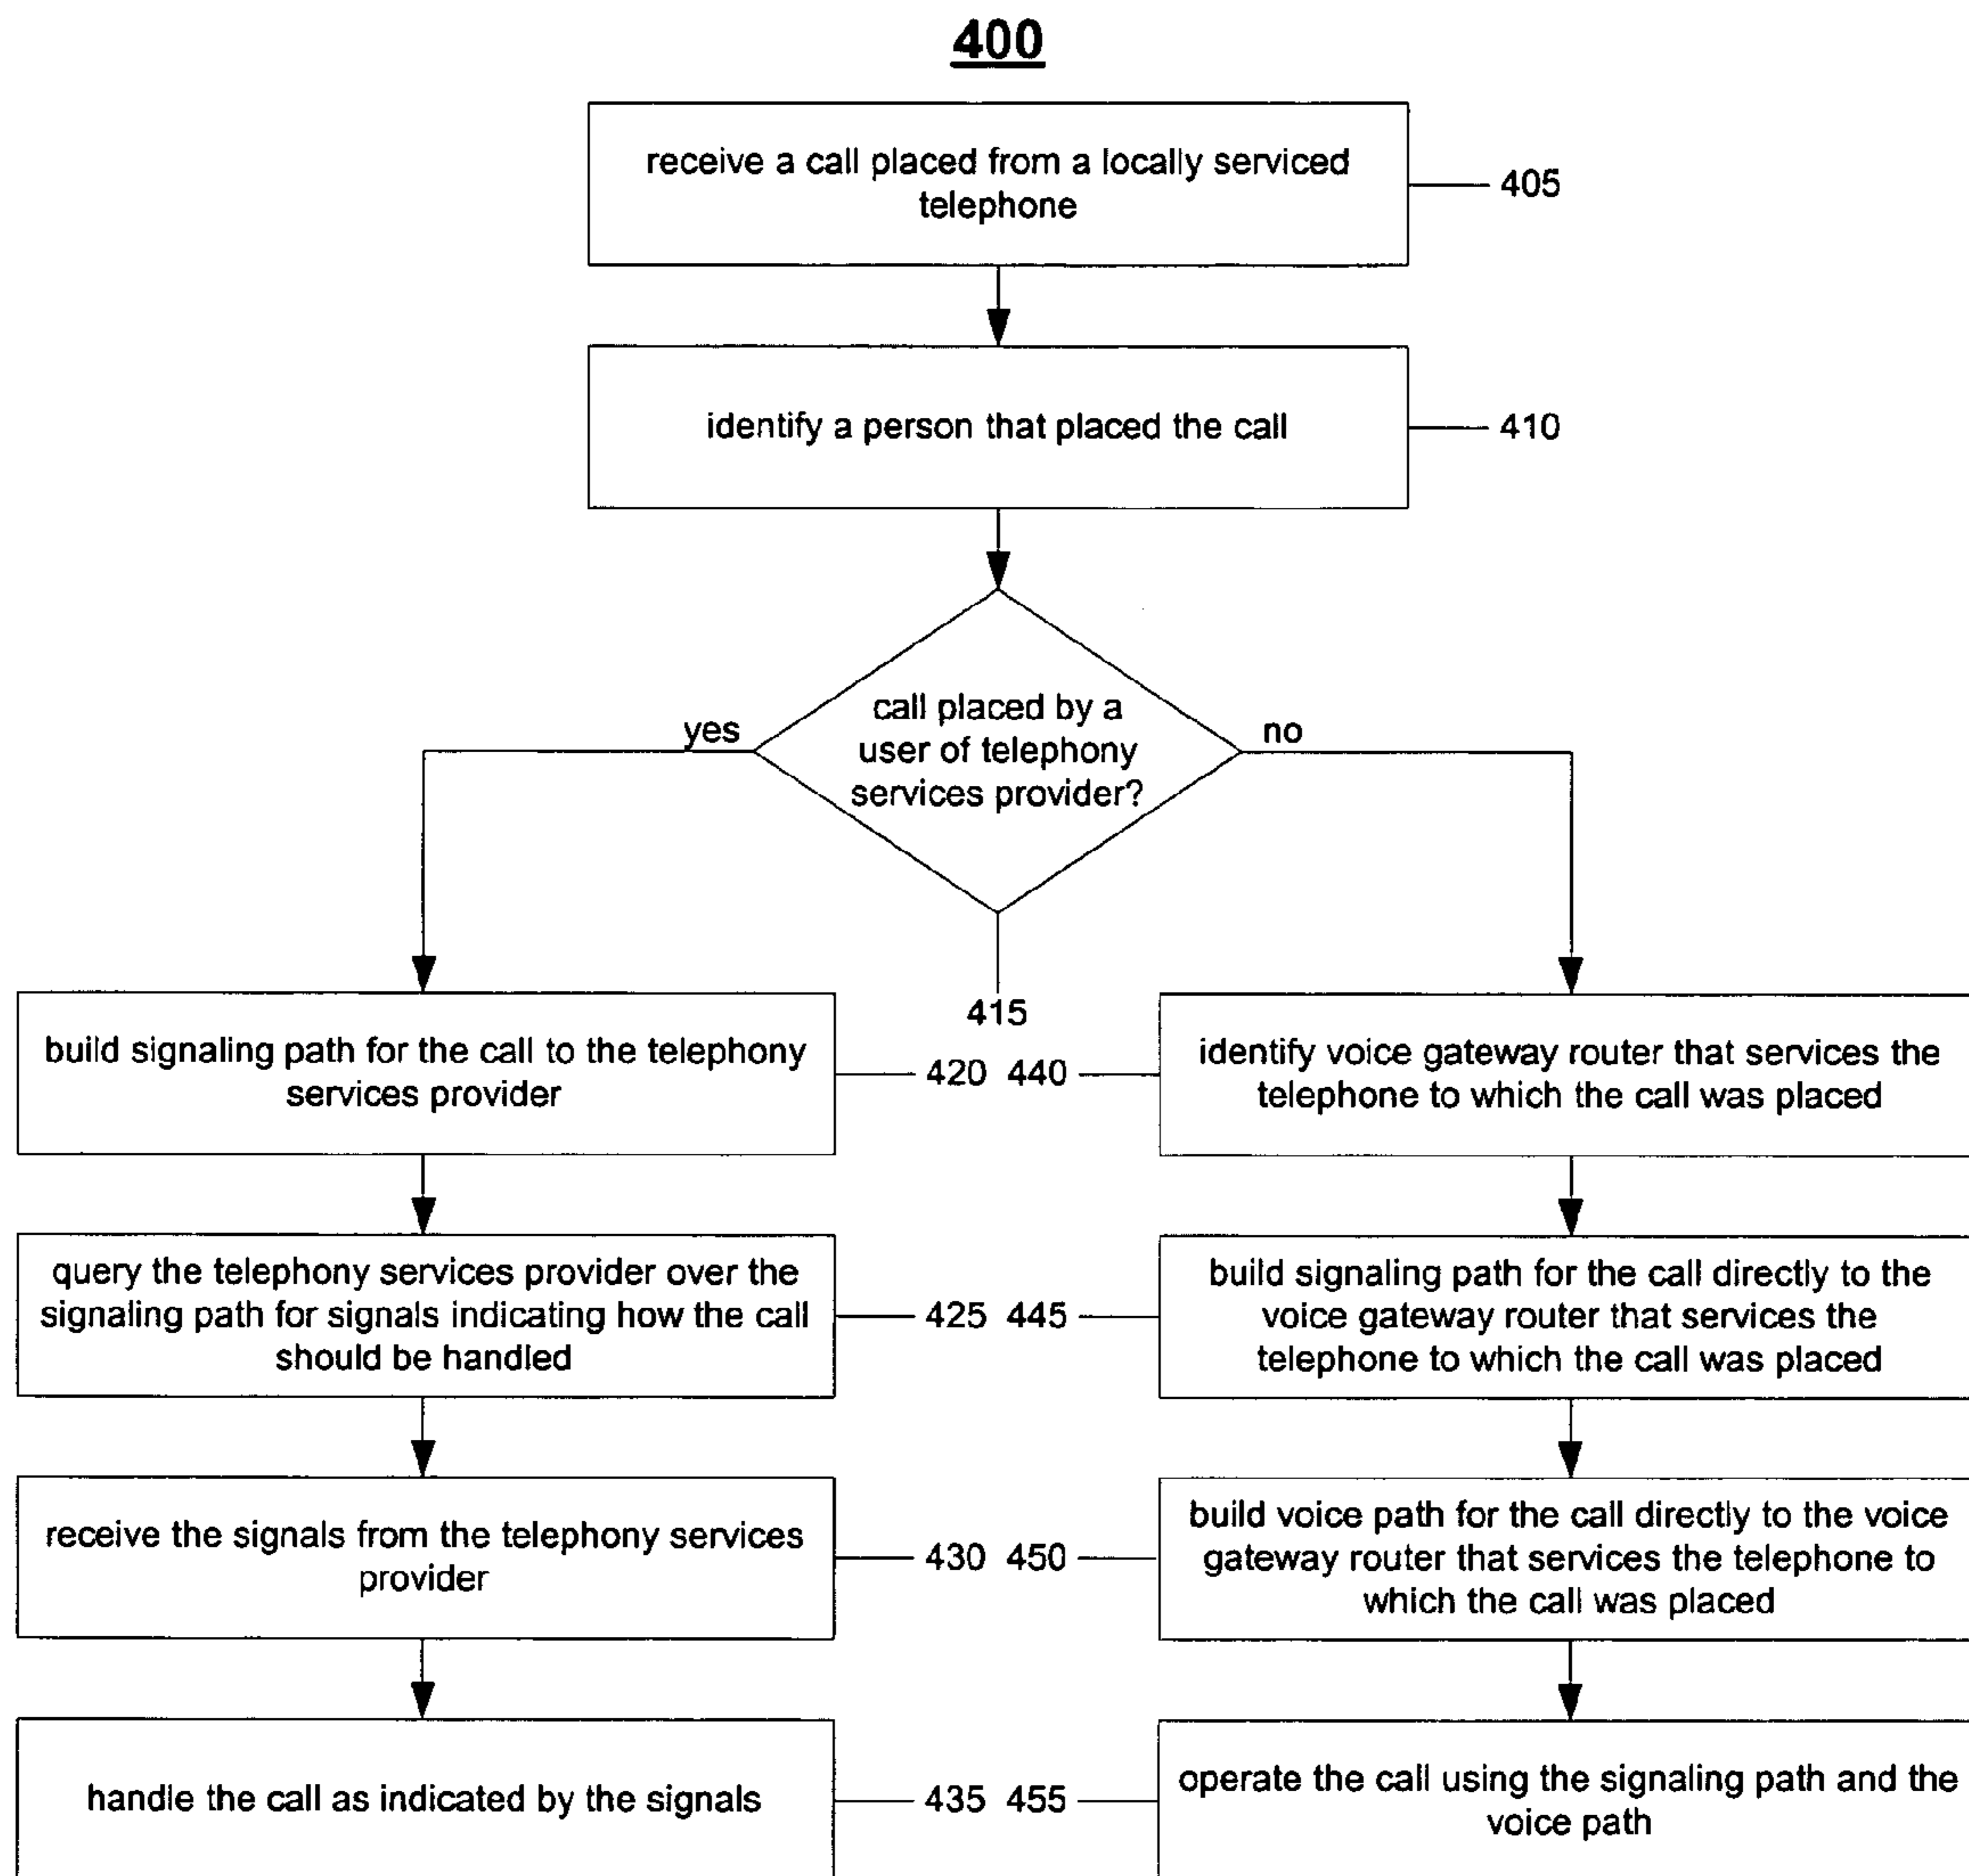 400
receive a call placed from a locally serviced
telephone
405
identify a person that placed the call
410
call placed by a
user of telephony
services provider?
yes
no
415
build signaling path for the call to the telephony
services provider
420
440
identify voice gateway router that services the
telephone to which the call was placed
query the telephony services provider over the
signaling path for signals indicating how the call
should be handled
425
445
build signaling path for the call directly to the
voice gateway router that services the
telephone to which the call was placed
receive the signals from the telephony services
provider
430
450
build voice path for the call directly to the voice
gateway router that services the telephone to
which the call was placed
handle the call as indicated by the signals
435
455
operate the call using the signaling path and the
voice path